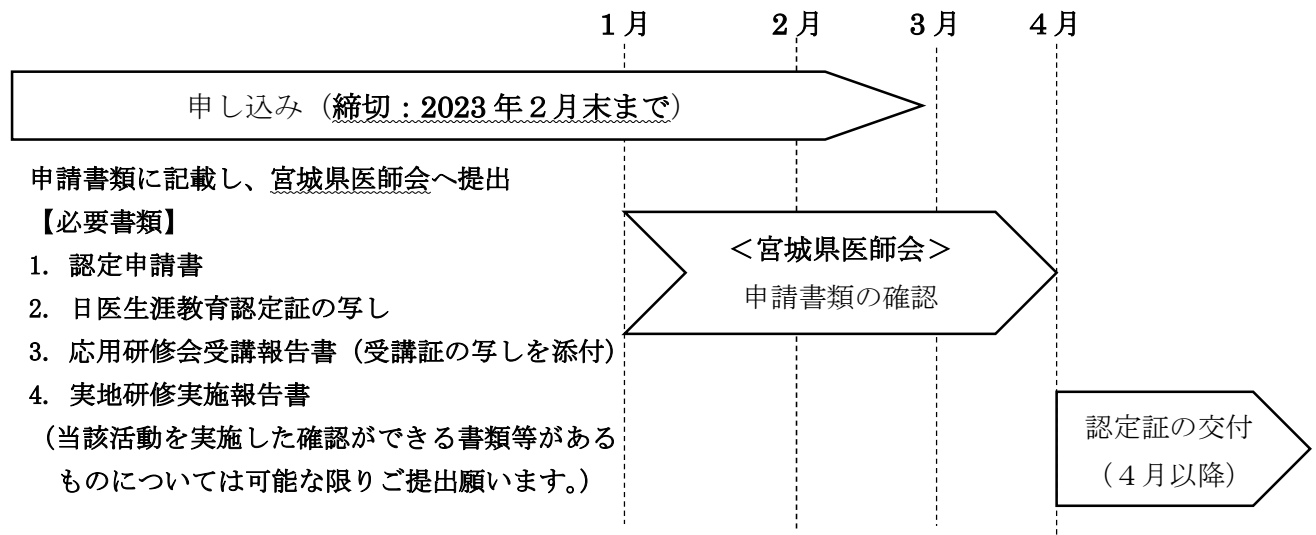 1月 2月 3月 4月
申し込み（締切：2023年２月末まで）
申請書類に記載し、宮城県医師会へ提出
【必要書類】
1. 認定申請書
2. 日医生涯教育認定証の写し
3. 応用研修会受講報告書（受講証の写しを添付）
4. 実地研修実施報告書
（当該活動を実施した確認ができる書類等がある
ものについては可能な限りご提出願います。）
＜宮城県医師会＞
申請書類の確認
認定証の交付
（４月以降）